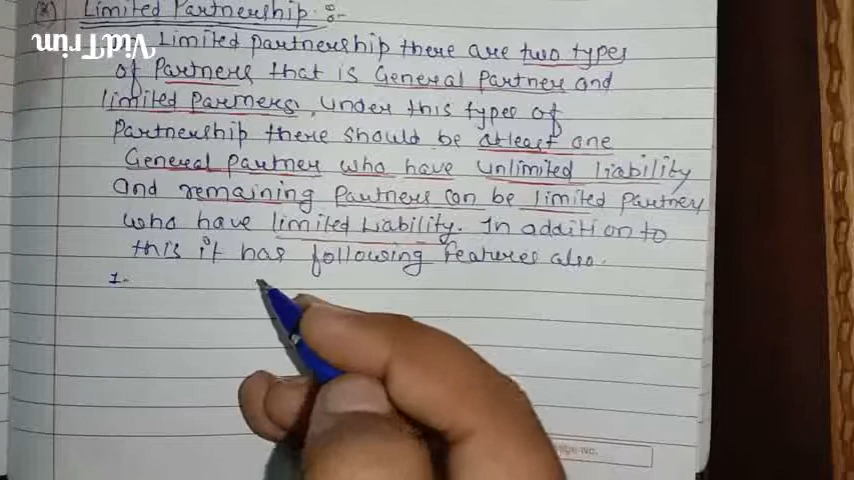 (*) Limited Partnership :-
VidTrim
Limited Partnership there are two types
of Partners that is General Partner and
limited Partners, under this types of
Partnership there should be atleast one
General partner who have unlimited liability
and remaining Partners can be limited Partner
who have limited Liability. In addition to
this it has following features also.
1.